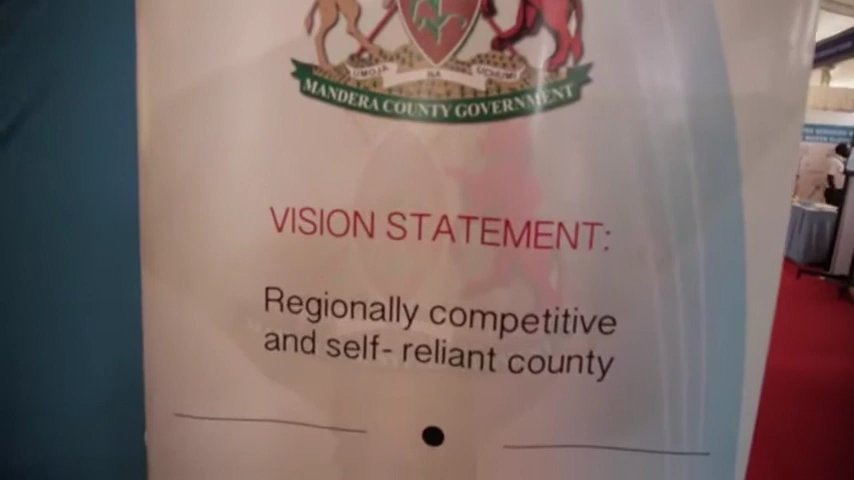 UMOJA NA UCHUMI
MANDERA COUNTY GOVERNMENT
VISION STATEMENT:
Regionally competitive
and self- reliant county